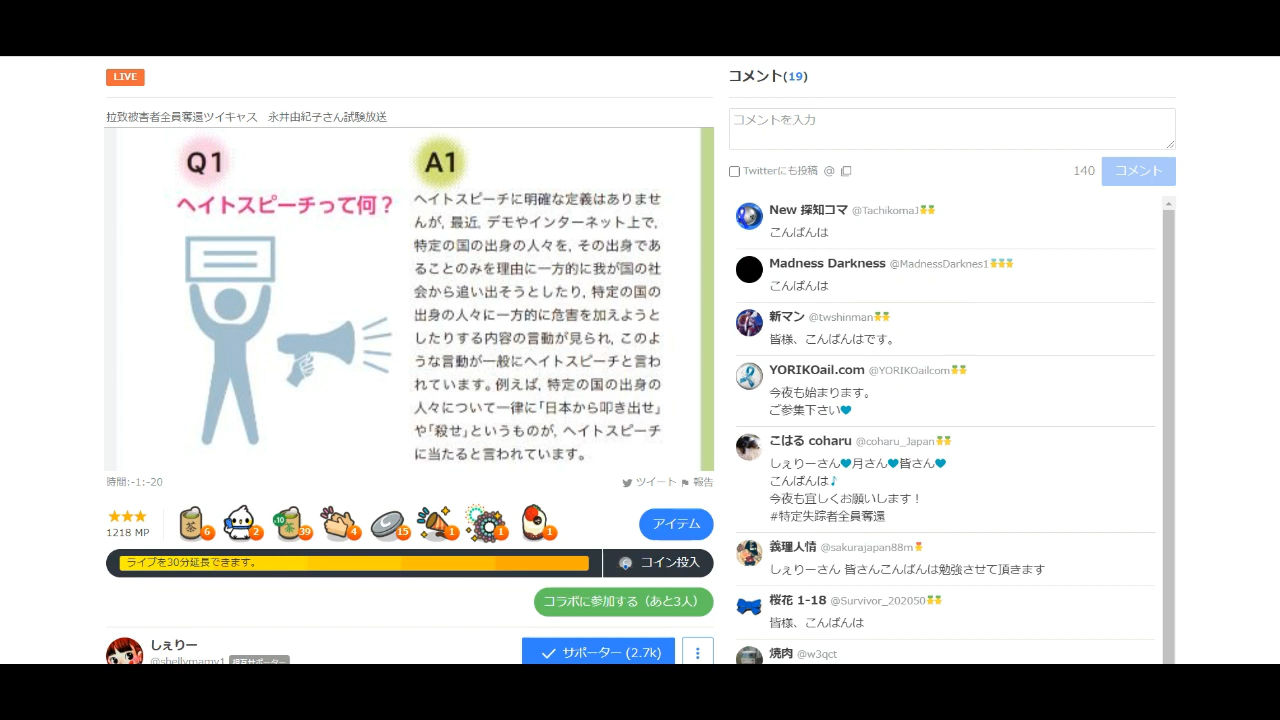 LIVE
拉致被害者全員奪還ツイキャス 永井由紀子さん試験放送
Q1
ヘイトスピーチって何?
A1
ヘイトスピーチに明確な定義はありませ
んが, 最近, デモやインターネット上で,
特定の国の出身の人々を, その出身であ
ることのみを理由に一方的に我が国の社
会から追い出そうとしたり, 特定の国の
出身の人々に一方的に危害を加えようと
したりする内容の言動が見られ, このよ
うな言動が一般にヘイトスピーチと言わ
れています。例えば, 特定の国の出身の
人々について一律に「日本から叩き出せ」
や「殺せ」というものが, ヘイトスピーチ
に当たると言われています。
時間:-1:-20
ツイート 報告
1218 MP
茶 6
2
+10 茶 39
4
15
1
1
1
アイテム
ライブを30分延長できます。
コイン投入
コラボに参加する（あと3人）
しぇりー
@shellymamy1 相互サポーター
サポーター (2.7k)
コメント(19)
コメントを入力
Twitterにも投稿 @
140
コメント
New 探知コマ @TachikomaJ
こんばんは
Madness Darkness @MadnessDarknes1
こんばんは
新マン @twshinman
皆様、こんばんはです。
YORIKOail.com @YORIKOailcom
今夜も始まります。
ご参集下さい💙
こはる coharu @coharu_Japan
しぇりーさん💙月さん💙皆さん💙
こんばんは♪
今夜も宜しくお願いします！
#特定失踪者全員奪還
義理人情 @sakurajapan88m
しぇりーさん 皆さんこんばんは勉強させて頂きます
桜花 1-18 @Survivor_202050
皆様、こんばんは
焼肉 @w3qct